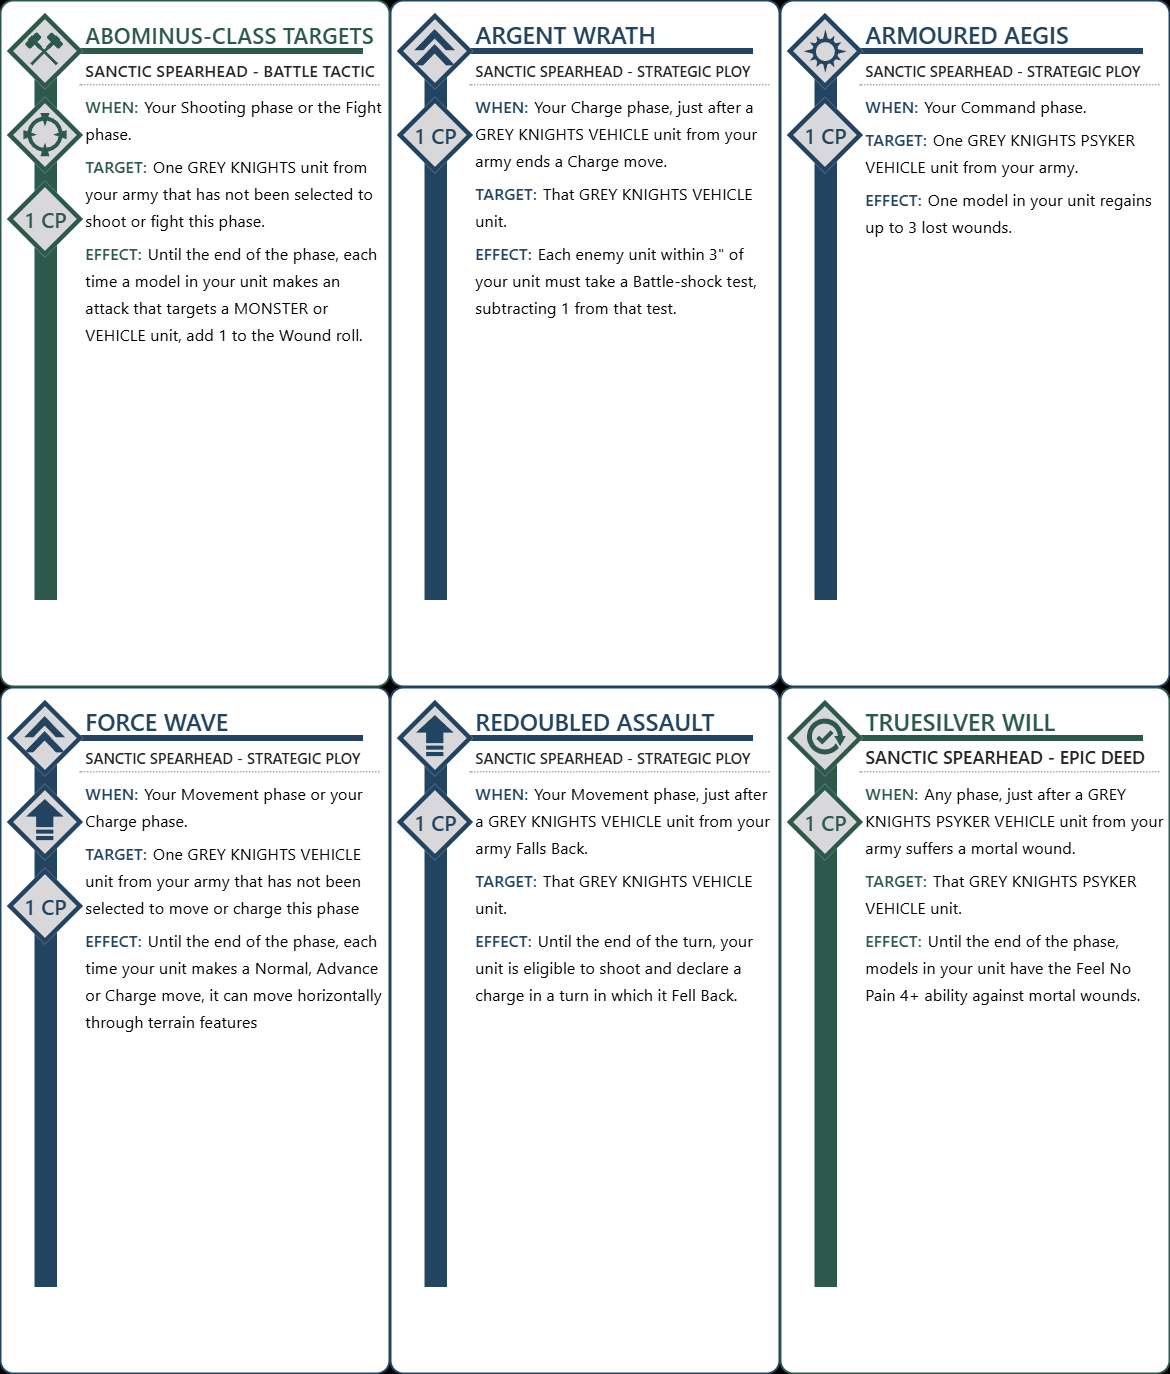 ABOMINUS-CLASS TARGETS
SANCTIC SPEARHEAD - BATTLE TACTIC
WHEN: Your Shooting phase or the Fight
phase.
TARGET: One GREY KNIGHTS unit from
your army that has not been selected to
shoot or fight this phase.
1 CP
EFFECT: Until the end of the phase, each
time a model in your unit makes an
attack that targets a MONSTER or
VEHICLE unit, add 1 to the Wound roll.
ARGENT WRATH
SANCTIC SPEARHEAD - STRATEGIC PLOY
WHEN: Your Charge phase, just after a
1 CP
GREY KNIGHTS VEHICLE unit from your
army ends a Charge move.
TARGET: That GREY KNIGHTS VEHICLE
unit.
EFFECT: Each enemy unit within 3" of
your unit must take a Battle-shock test,
subtracting 1 from that test.
ARMOURED AEGIS
SANCTIC SPEARHEAD - STRATEGIC PLOY
WHEN: Your Command phase.
1 CP
TARGET: One GREY KNIGHTS PSYKER
VEHICLE unit from your army.
EFFECT: One model in your unit regains
up to 3 lost wounds.
FORCE WAVE
SANCTIC SPEARHEAD - STRATEGIC PLOY
WHEN: Your Movement phase or your
Charge phase.
TARGET: One GREY KNIGHTS VEHICLE
unit from your army that has not been
selected to move or charge this phase
1 CP
EFFECT: Until the end of the phase, each
time your unit makes a Normal, Advance
or Charge move, it can move horizontally
through terrain features
REDOUBLED ASSAULT
SANCTIC SPEARHEAD - STRATEGIC PLOY
WHEN: Your Movement phase, just after
1 CP
a GREY KNIGHTS VEHICLE unit from your
army Falls Back.
TARGET: That GREY KNIGHTS VEHICLE
unit.
EFFECT: Until the end of the turn, your
unit is eligible to shoot and declare a
charge in a turn in which it Fell Back.
TRUESILVER WILL
SANCTIC SPEARHEAD - EPIC DEED
WHEN: Any phase, just after a GREY
1 CP
KNIGHTS PSYKER VEHICLE unit from your
army suffers a mortal wound.
TARGET: That GREY KNIGHTS PSYKER
VEHICLE unit.
EFFECT: Until the end of the phase,
models in your unit have the Feel No
Pain 4+ ability against mortal wounds.